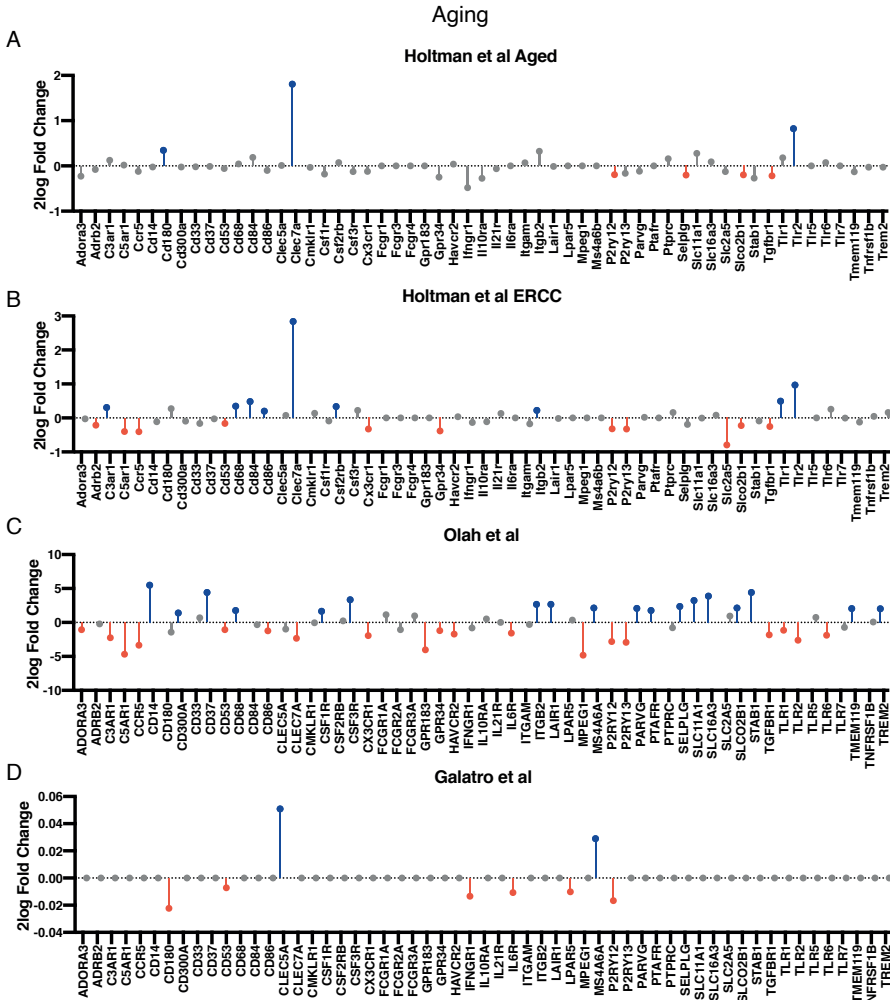 Aging
A
Holtman et al Aged
2log Fold Change
2
1
0
-1
Adora3
Adrb2
C3ar1
C5ar1
Ccr5
Cd14
Cd180
Cd300a
Cd33
Cd37
Cd53
Cd68
Cd84
Cd86
Clec5a
Clec7a
Cmklr1
Csf1r
Csf2rb
Csf3r
Cx3cr1
Fcgr1
Fcgr3
Fcgr4
Gpr183
Gpr34
Havcr2
Ifngr1
Il10ra
Il21r
Il6ra
Itgam
Itgb2
Lair1
Lpar5
Mpeg1
Ms4a6b
P2ry12
P2ry13
Parvg
Ptafr
Ptprc
Selplg
Slc11a1
Slc16a3
Slc2a5
Slco2b1
Stab1
Tgfbr1
Tlr1
Tlr2
Tlr5
Tlr6
Tlr7
Tmem119
Tnfrsf1b
Trem2
B
Holtman et al ERCC
2log Fold Change
3
2
1
0
-1
Adora3
Adrb2
C3ar1
C5ar1
Ccr5
Cd14
Cd180
Cd300a
Cd33
Cd37
Cd53
Cd68
Cd84
Cd86
Clec5a
Clec7a
Cmklr1
Csf1r
Csf2rb
Csf3r
Cx3cr1
Fcgr1
Fcgr3
Fcgr4
Gpr183
Gpr34
Havcr2
Ifngr1
Il10ra
Il21r
Il6ra
Itgam
Itgb2
Lair1
Lpar5
Mpeg1
Ms4a6b
P2ry12
P2ry13
Parvg
Ptafr
Ptprc
Selplg
Slc11a1
Slc16a3
Slc2a5
Slco2b1
Stab1
Tgfbr1
Tlr1
Tlr2
Tlr5
Tlr6
Tlr7
Tmem119
Tnfrsf1b
Trem2
C
Olah et al
2log Fold Change
10
5
0
-5
-10
ADORA3
ADRB2
C3AR1
C5AR1
CCR5
CD14
CD180
CD300A
CD33
CD37
CD53
CD68
CD84
CD86
CLEC5A
CLEC7A
CMKLR1
CSF1R
CSF2RB
CSF3R
CX3CR1
FCGR1A
FCGR2A
FCGR3A
GPR183
GPR34
HAVCR2
IFNGR1
IL10RA
IL21R
IL6R
ITGAM
ITGB2
LAIR1
LPAR5
MPEG1
MS4A6A
P2RY12
P2RY13
PARVG
PTAFR
PTPRC
SELPLG
SLC11A1
SLC16A3
SLC2A5
SLCO2B1
STAB1
TGFBR1
TLR1
TLR2
TLR5
TLR6
TLR7
TMEM119
TNFRSF1B
TREM2
D
Galatro et al
2log Fold Change
0.06
0.04
0.02
0.00
-0.02
-0.04
ADORA3
ADRB2
C3AR1
C5AR1
CCR5
CD14
CD180
CD300A
CD33
CD37
CD53
CD68
CD84
CD86
CLEC5A
CLEC7A
CMKLR1
CSF1R
CSF2RB
CSF3R
CX3CR1
FCGR1A
FCGR2A
FCGR3A
GPR183
GPR34
HAVCR2
IFNGR1
IL10RA
IL21R
IL6R
ITGAM
ITGB2
LAIR1
LPAR5
MPEG1
MS4A6A
P2RY12
P2RY13
PARVG
PTAFR
PTPRC
SELPLG
SLC11A1
SLC16A3
SLC2A5
SLCO2B1
STAB1
TGFBR1
TLR1
TLR2
TLR5
TLR6
TLR7
TMEM119
NFRSF1B
TREM2